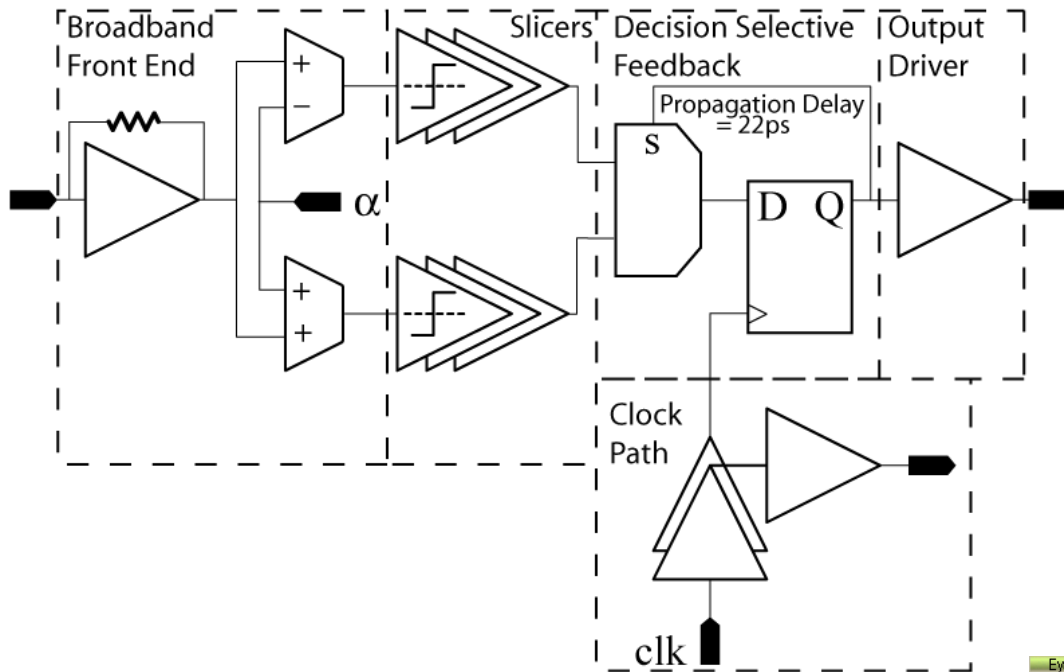 Broadband
Front End
Slicers
Decision Selective
Feedback
Output
Driver
Propagation Delay
= 22ps
+
−
α
+
+
s
D Q
Clock
Path
clk